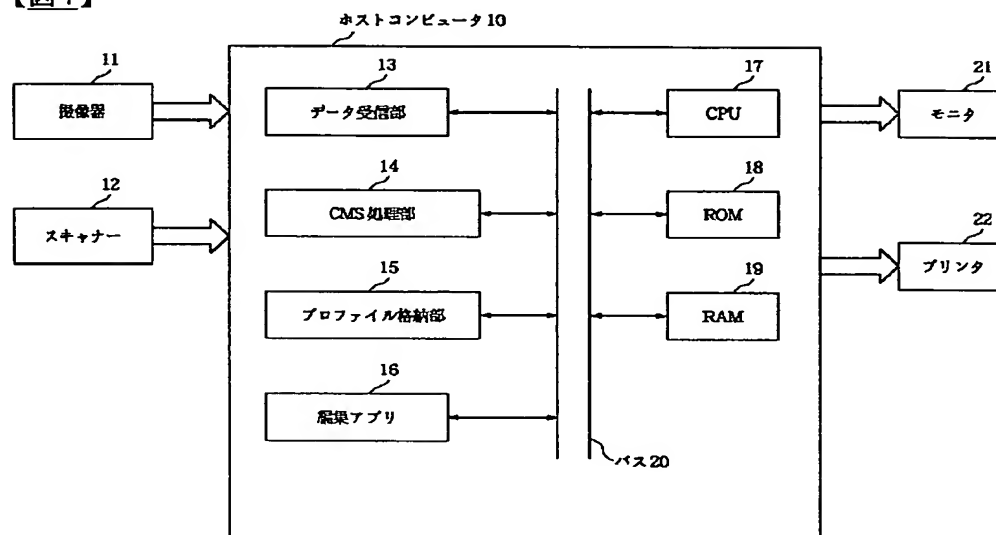 ホストコンピュータ10
11
撮像器
12
スキャナー
13
データ受信部
14
CMS処理部
15
プロファイル格納部
16
編集アプリ
17
CPU
18
ROM
19
RAM
バス20
21
モニタ
22
プリンタ